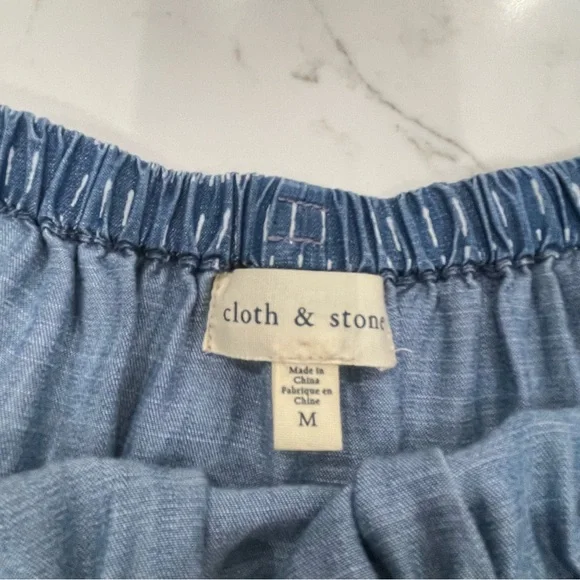 cloth & stone
Made in
China
Fabriqué en
Chine
M